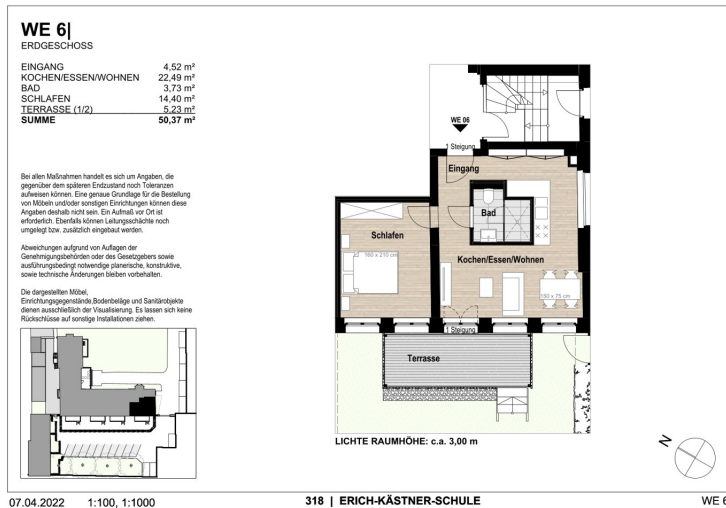 WE 6|
ERDGESCHOSS
EINGANG 4,52 m²
KOCHEN/ESSEN/WOHNEN 22,49 m²
BAD 3,73 m²
SCHLAFEN 14,40 m²
TERRASSE (1/2) 5,23 m²
SUMME 50,37 m²
Bei allen Maßnahmen handelt es sich um Angaben, die
gegenüber dem späteren Endzustand noch Toleranzen
aufweisen können. Eine genaue Grundlage für die Bestellung
von Möbeln und/oder sonstigen Einrichtungen können diese
Angaben deshalb nicht sein. Ein Aufmaß vor Ort ist
erforderlich. Ebenfalls können Leitungsschächte noch
umgelegt bzw. zusätzlich eingebaut werden.
Abweichungen aufgrund von Auflagen der
Genehmigungsbehörden oder des Gesetzgebers sowie
ausführungsbedingt notwendige planerische, konstruktive,
sowie technische Änderungen bleiben vorbehalten.
Die dargestellten Möbel,
Einrichtungsgegenstände,Bodenbeläge und Sanitärobjekte
dienen ausschließlich der Visualisierung. Es lassen sich keine
Rückschlüsse auf sonstige Installationen ziehen.
WE 06
1 Steigung
Eingang
Bad
Schlafen
160 x 210 cm
Kochen/Essen/Wohnen
150 x 75 cm
1 Steigung
Terrasse
LICHTE RAUMHÖHE: c.a. 3,00 m
N
07.04.2022 1:100, 1:1000 318 | ERICH-KÄSTNER-SCHULE WE 6